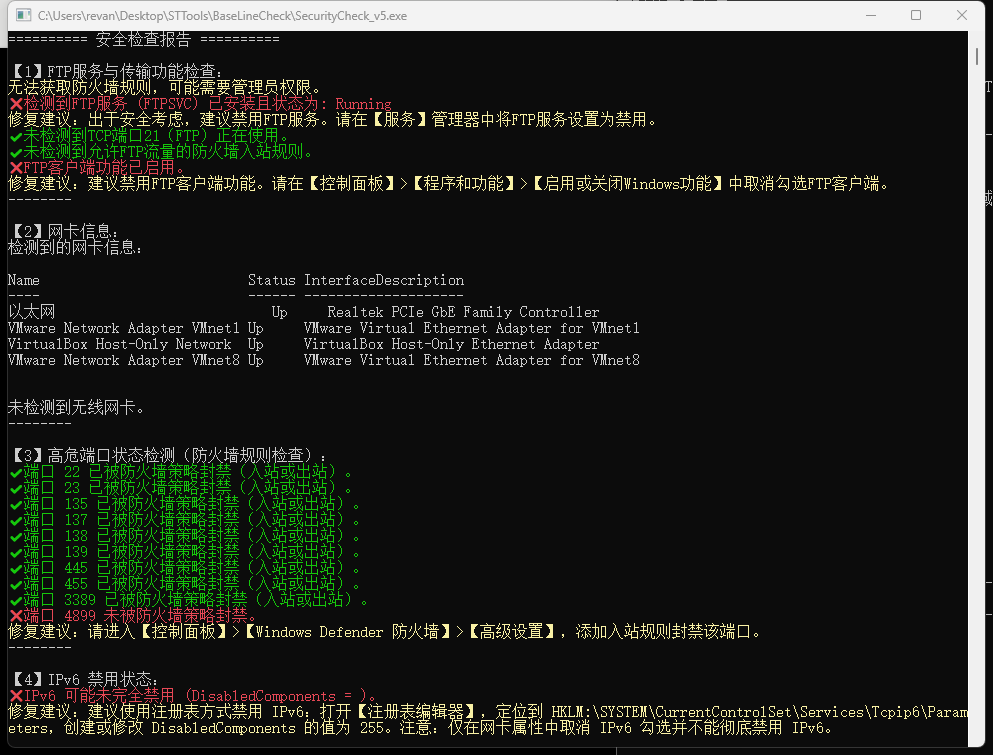 C:\Users\revan\Desktop\STTools\BaseLineCheck\SecurityCheck_v5.exe
========== 安全检查报告 ==========
【1】FTP服务与传输功能检查:
无法获取防火墙规则，可能需要管理员权限。
❌检测到FTP服务（FTPSVC）已安装且状态为: Running
修复建议: 出于安全考虑，建议禁用FTP服务。请在【服务】管理器中将FTP服务设置为禁用。
✔未检测到TCP端口21（FTP）正在使用。
✔未检测到允许FTP流量的防火墙入站规则。
❌FTP客户端功能已启用。
修复建议: 建议禁用FTP客户端功能。请在【控制面板】>【程序和功能】>【启用或关闭Windows功能】中取消勾选FTP客户端。
--------
【2】网卡信息:
检测到的网卡信息:
Name Status InterfaceDescription
---- ------ --------------------
以太网 Up Realtek PCIe GbE Family Controller
VMware Network Adapter VMnet1 Up VMware Virtual Ethernet Adapter for VMnet1
VirtualBox Host-Only Network Up VirtualBox Host-Only Ethernet Adapter
VMware Network Adapter VMnet8 Up VMware Virtual Ethernet Adapter for VMnet8
未检测到无线网卡。
--------
【3】高危端口状态检测（防火墙规则检查）:
✔端口 22 已被防火墙策略封禁（入站或出站）。
✔端口 23 已被防火墙策略封禁（入站或出站）。
✔端口 135 已被防火墙策略封禁（入站或出站）。
✔端口 137 已被防火墙策略封禁（入站或出站）。
✔端口 138 已被防火墙策略封禁（入站或出站）。
✔端口 139 已被防火墙策略封禁（入站或出站）。
✔端口 445 已被防火墙策略封禁（入站或出站）。
✔端口 455 已被防火墙策略封禁（入站或出站）。
✔端口 3389 已被防火墙策略封禁（入站或出站）。
❌端口 4899 未被防火墙策略封禁。
修复建议: 请进入【控制面板】>【Windows Defender 防火墙】>【高级设置】，添加入站规则封禁该端口。
--------
【4】IPv6 禁用状态:
❌IPv6 可能未完全禁用（DisabledComponents = ）。
修复建议: 建议使用注册表方式禁用 IPv6: 打开【注册表编辑器】，定位到 HKLM:\SYSTEM\CurrentControlSet\Services\Tcpip6\Param
eters，创建或修改 DisabledComponents 的值为 255。注意: 仅在网卡属性中取消 IPv6 勾选并不能彻底禁用 IPv6。